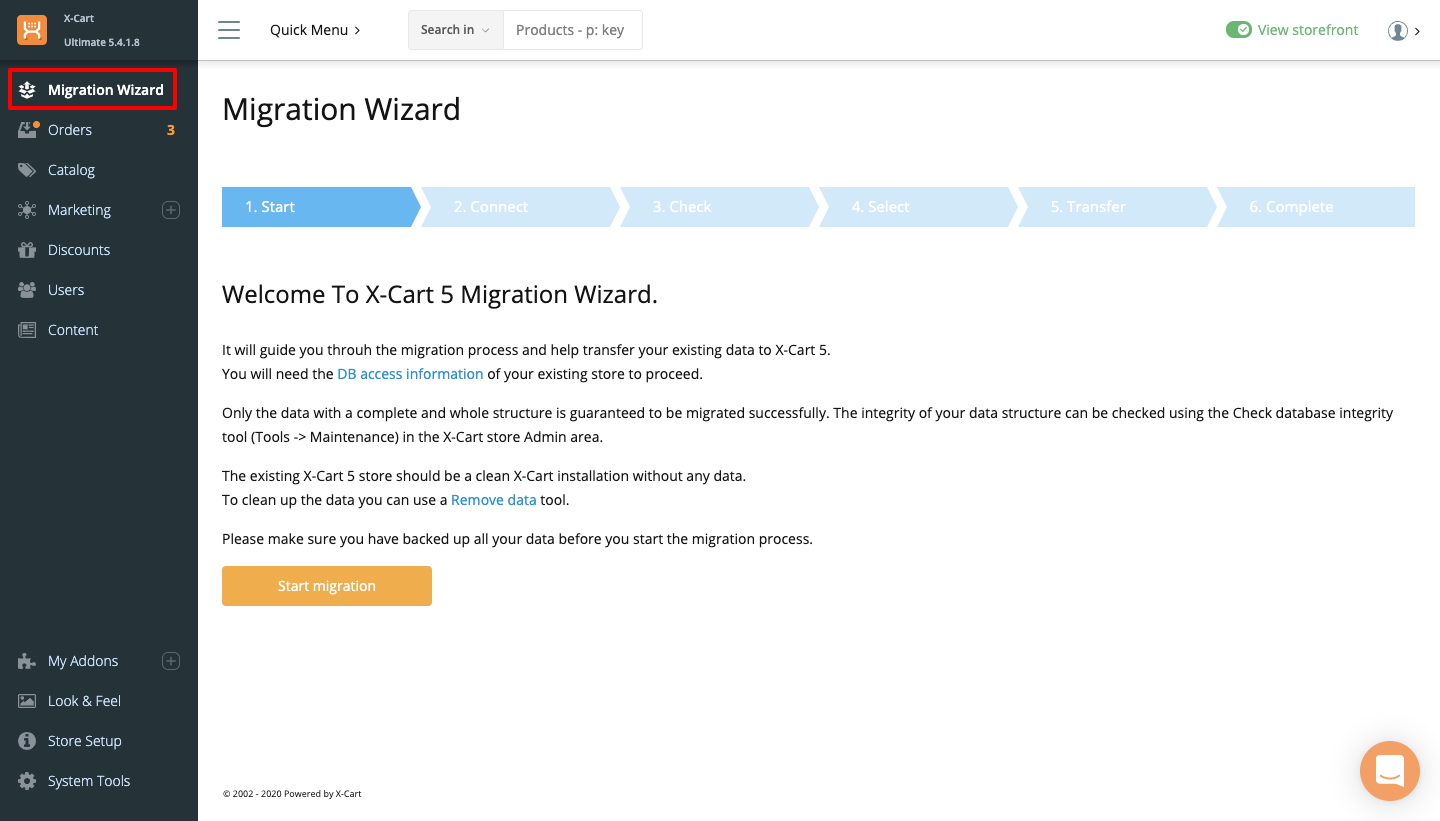 X-Cart
Ultimate 5.4.1.8
Quick Menu
Search in
Products - p: key
View storefront
Migration Wizard
Orders 3
Catalog
Marketing
Discounts
Users
Content
My Addons
Look & Feel
Store Setup
System Tools
Migration Wizard
1. Start
2. Connect
3. Check
4. Select
5. Transfer
6. Complete
Welcome To X-Cart 5 Migration Wizard.
It will guide you throuh the migration process and help transfer your existing data to X-Cart 5.
You will need the DB access information of your existing store to proceed.
Only the data with a complete and whole structure is guaranteed to be migrated successfully. The integrity of your data structure can be checked using the Check database integrity
tool (Tools -> Maintenance) in the X-Cart store Admin area.
The existing X-Cart 5 store should be a clean X-Cart installation without any data.
To clean up the data you can use a Remove data tool.
Please make sure you have backed up all your data before you start the migration process.
Start migration
© 2002 - 2020 Powered by X-Cart